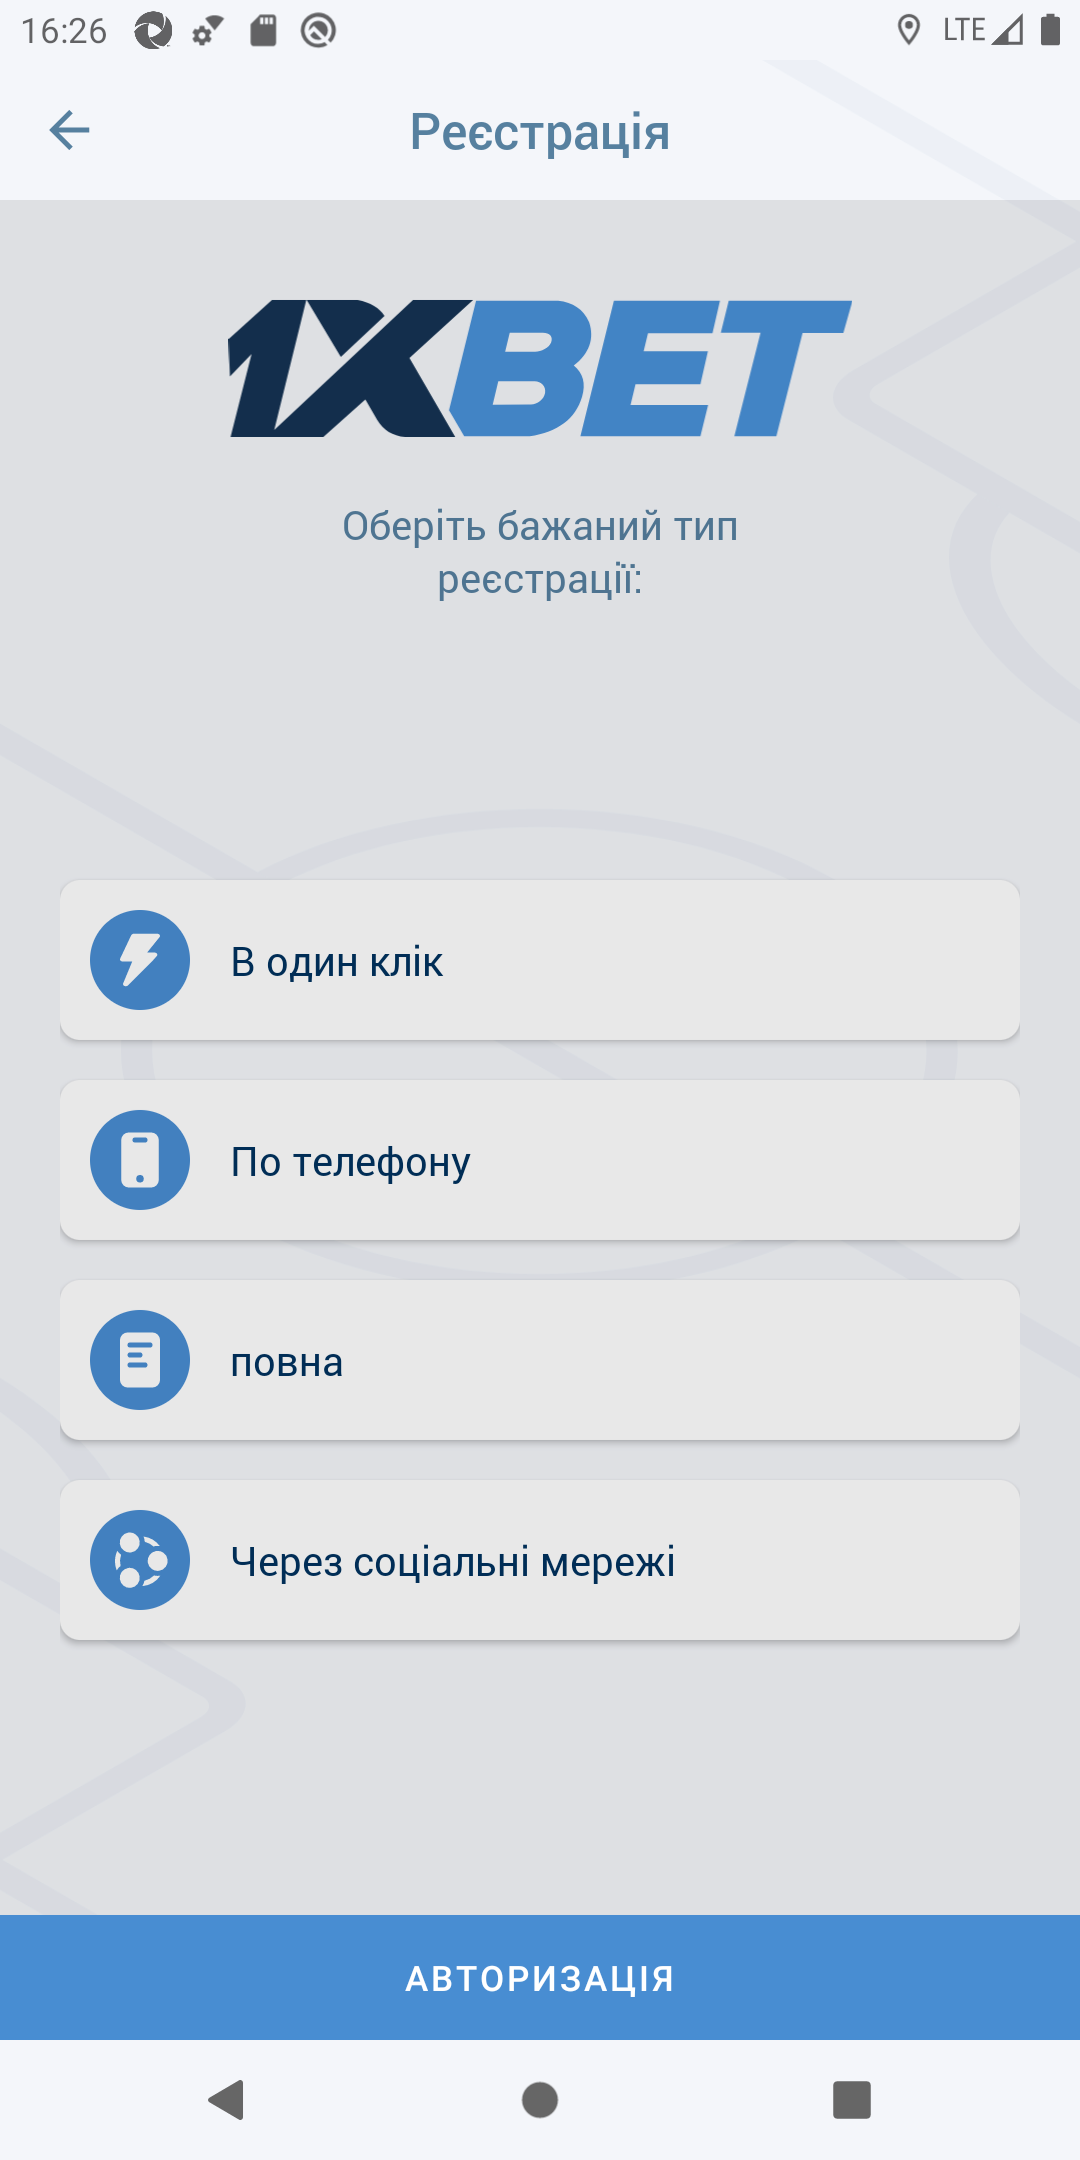 16:26
LTE
Реєстрація
1XBET
Оберіть бажаний тип
реєстрації:
В один клік
По телефону
повна
Через соціальні мережі
АВТОРИЗАЦІЯ